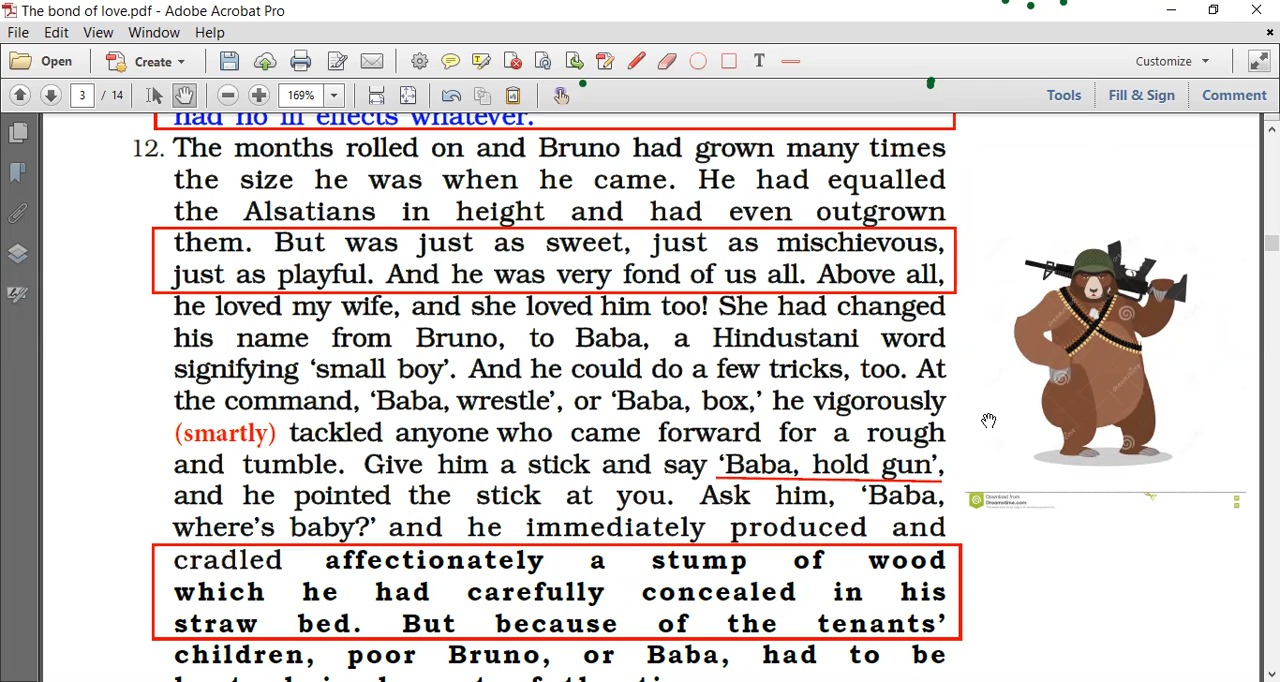 The bond of love.pdf - Adobe Acrobat Pro
File Edit View Window Help
Open Create Customize
3 / 14 169% Tools Fill & Sign Comment
had no ill effects whatever.
12. The months rolled on and Bruno had grown many times
the size he was when he came. He had equalled
the Alsatians in height and had even outgrown
them. But was just as sweet, just as mischievous,
just as playful. And he was very fond of us all. Above all,
he loved my wife, and she loved him too! She had changed
his name from Bruno, to Baba, a Hindustani word
signifying ‘small boy’. And he could do a few tricks, too. At
the command, ‘Baba, wrestle’, or ‘Baba, box,’ he vigorously
(smartly) tackled anyone who came forward for a rough
and tumble. Give him a stick and say ‘Baba, hold gun’,
and he pointed the stick at you. Ask him, ‘Baba,
where’s baby?’ and he immediately produced and
cradled affectionately a stump of wood
which he had carefully concealed in his
straw bed. But because of the tenants’
children, poor Bruno, or Baba, had to be
Download from
Dreamstime.com